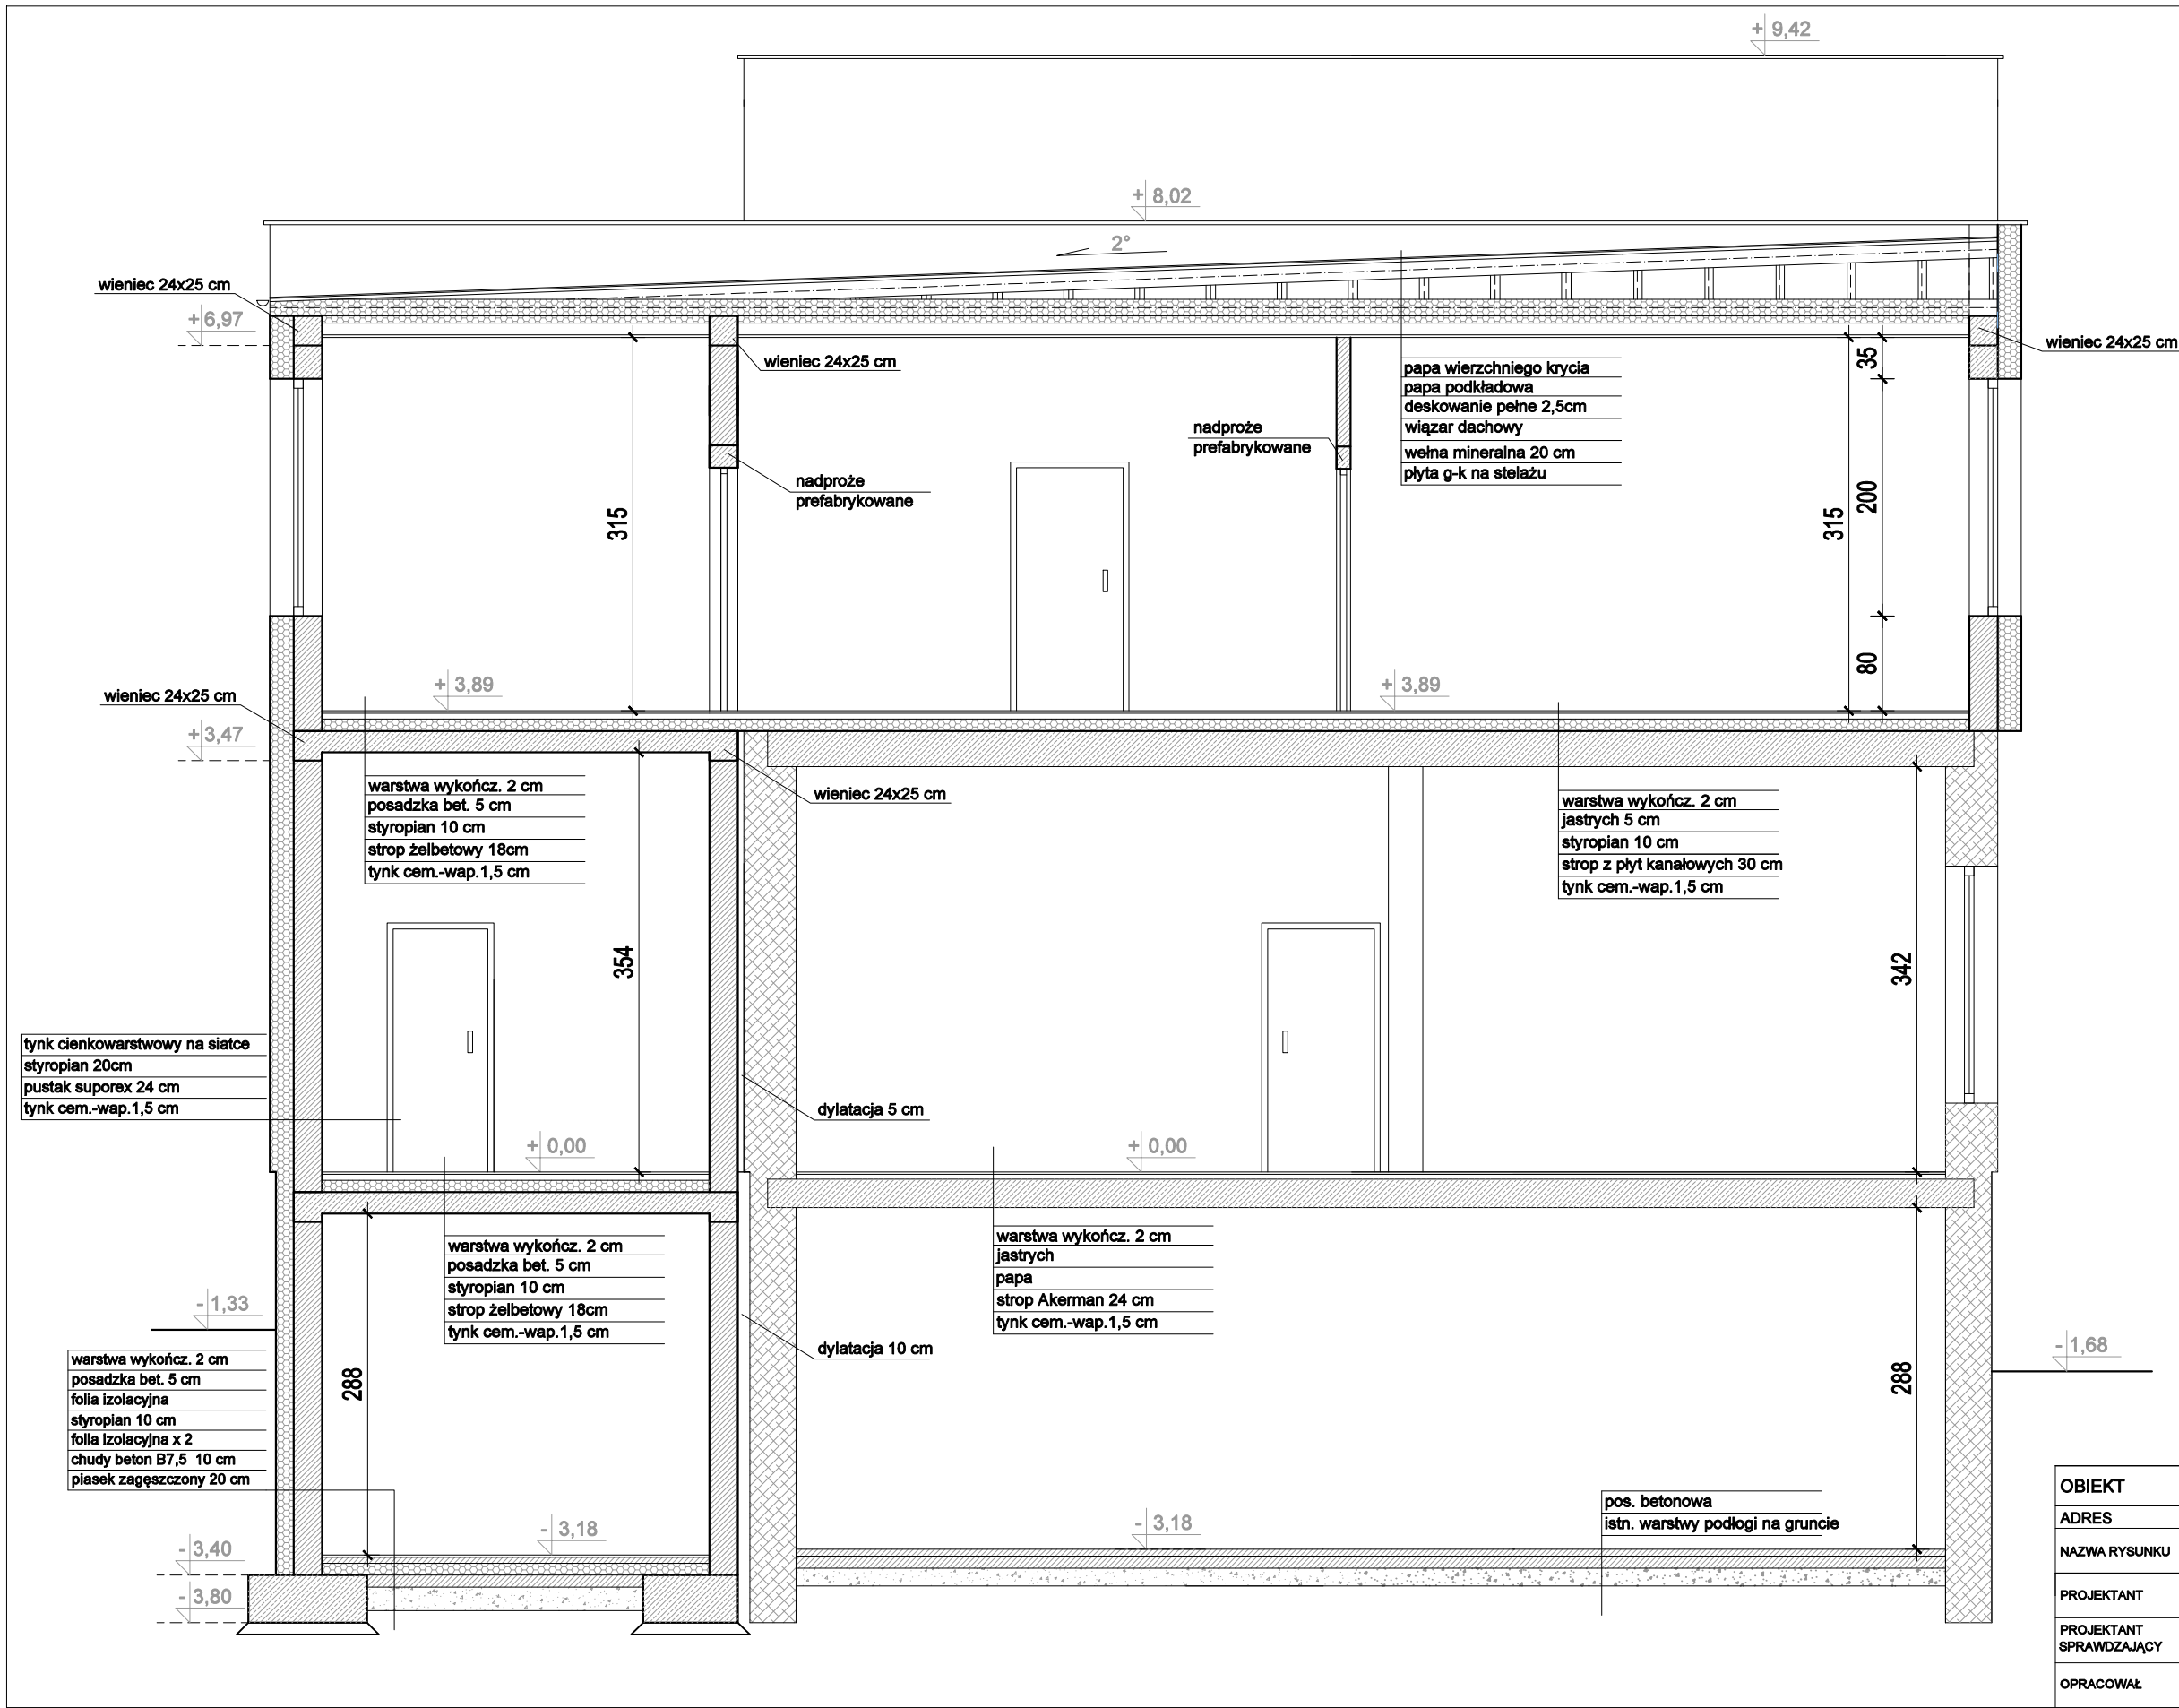 + 9,42
+ 8,02
2°
wieniec 24x25 cm
+ 6,97
wieniec 24x25 cm
wieniec 24x25 cm
papa wierzchniego krycia
papa podkładowa
deskowanie pełne 2,5cm
wiązar dachowy
wełna mineralna 20 cm
płyta g-k na stelażu
35
nadproże
prefabrykowane
nadproże
prefabrykowane
315
315
200
80
+ 3,89
+ 3,89
wieniec 24x25 cm
+ 3,47
warstwa wykończ. 2 cm
posadzka bet. 5 cm
styropian 10 cm
strop żelbetowy 18cm
tynk cem.-wap.1,5 cm
wieniec 24x25 cm
warstwa wykończ. 2 cm
jastrych 5 cm
styropian 10 cm
strop z płyt kanałowych 30 cm
tynk cem.-wap.1,5 cm
354
342
tynk cienkowarstwowy na siatce
styropian 20cm
pustak suporex 24 cm
tynk cem.-wap.1,5 cm
dylatacja 5 cm
+ 0,00
+ 0,00
warstwa wykończ. 2 cm
posadzka bet. 5 cm
styropian 10 cm
strop żelbetowy 18cm
tynk cem.-wap.1,5 cm
warstwa wykończ. 2 cm
jastrych
papa
strop Akerman 24 cm
tynk cem.-wap.1,5 cm
- 1,33
dylatacja 10 cm
- 1,68
288
288
warstwa wykończ. 2 cm
posadzka bet. 5 cm
folia izolacyjna
styropian 10 cm
folia izolacyjna x 2
chudy beton B7,5 10 cm
piasek zagęszczony 20 cm
pos. betonowa
istn. warstwy podłogi na gruncie
- 3,18
- 3,18
- 3,40
- 3,80
OBIEKT
ADRES
NAZWA RYSUNKU
PROJEKTANT
PROJEKTANT
SPRAWDZAJĄCY
OPRACOWAŁ